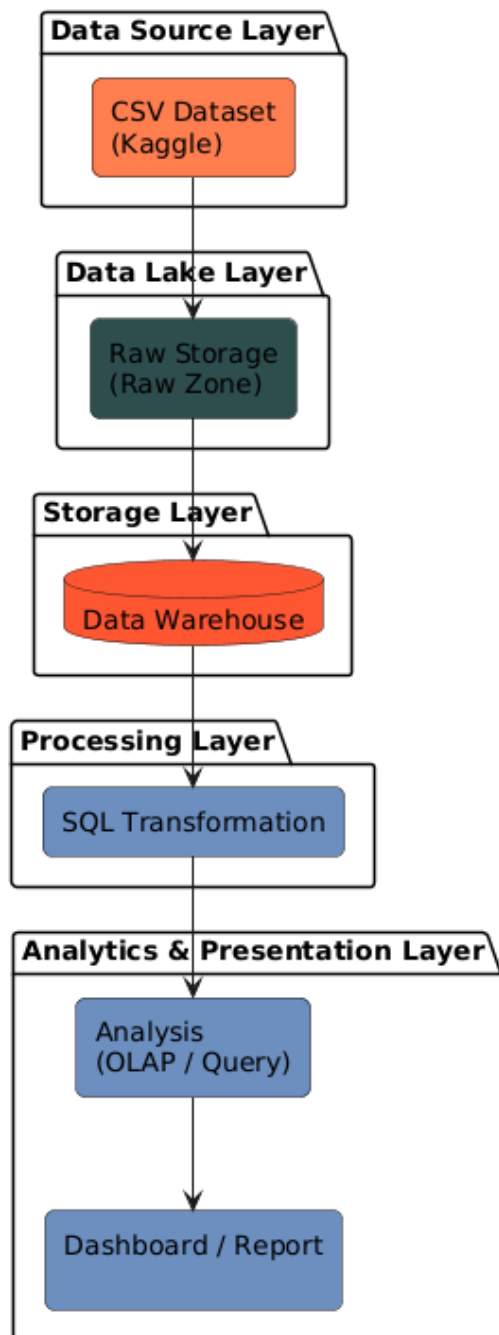 Data Source Layer
CSV Dataset
(Kaggle)
Data Lake Layer
Raw Storage
(Raw Zone)
Storage Layer
Data Warehouse
Processing Layer
SQL Transformation
Analytics & Presentation Layer
Analysis
(OLAP / Query)
Dashboard / Report